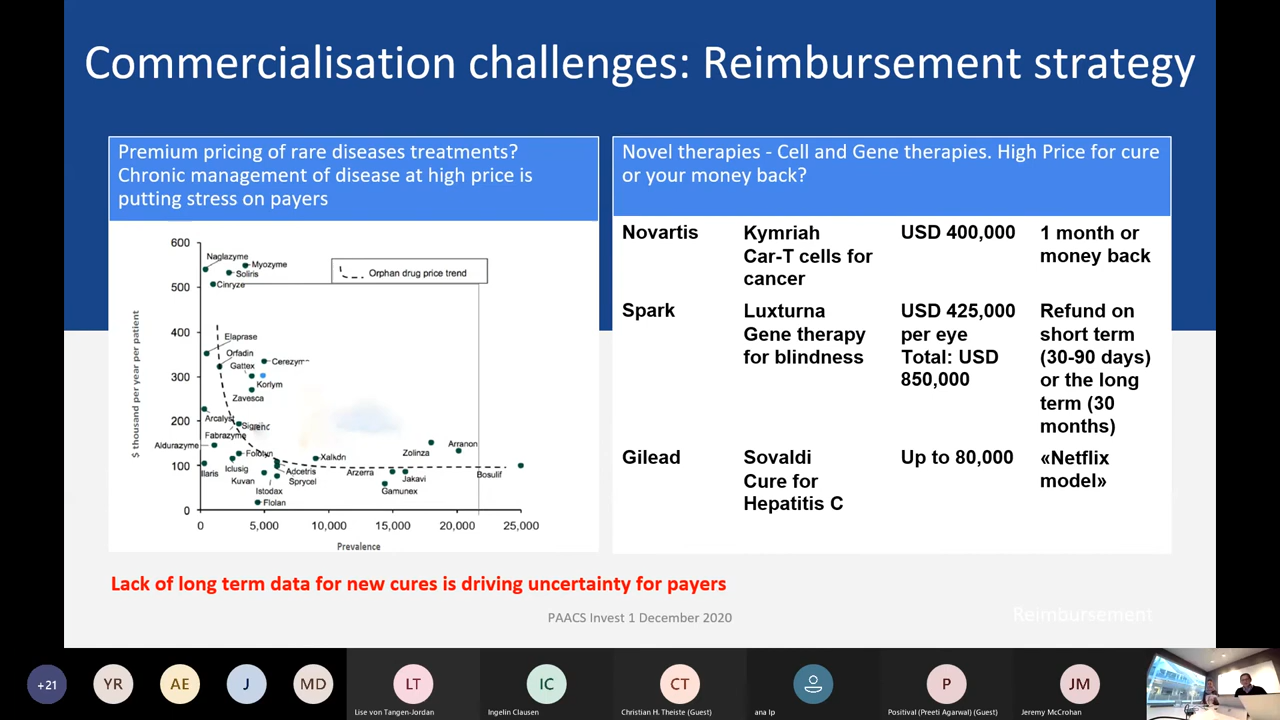 Commercialisation challenges: Reimbursement strategy
Premium pricing of rare diseases treatments?
Chronic management of disease at high price is
putting stress on payers
600
500
400
300
200
100
0
$ thousand per year per patient
Naglazyme
Myozyme
Soliris
Cinryze
Orphan drug price trend
Elaprase
Orfadin
Gattex
Cerezyme
Korlym
Zavesca
Arcalyst
Fabrazyme
Aldurazyme
Folotyn
Xalkori
Zolinza
Arranon
Ilaris
Iclusig
Kuvan
Adcetris
Sprycel
Istodax
Flolan
Arzerra
Jakavi
Gamunex
Bosulif
0
5,000
10,000
15,000
20,000
25,000
Prevalence
Novel therapies - Cell and Gene therapies. High Price for cure
or your money back?
Novartis
Kymriah
Car-T cells for
cancer
USD 400,000
1 month or
money back
Spark
Luxturna
Gene therapy
for blindness
USD 425,000
per eye
Total: USD
850,000
Refund on
short term
(30-90 days)
or the long
term (30
months)
Gilead
Sovaldi
Cure for
Hepatitis C
Up to 80,000
«Netflix
model»
Lack of long term data for new cures is driving uncertainty for payers
PAACS Invest 1 December 2020
Reimbursement
+21
YR
AE
J
MD
LT
Lise von Tangen-Jordan
IC
Ingelin Clausen
CT
Christian H. Theiste (Guest)
ana lp
P
Positival (Preeti Agarwal) (Guest)
JM
Jeremy McCrohan